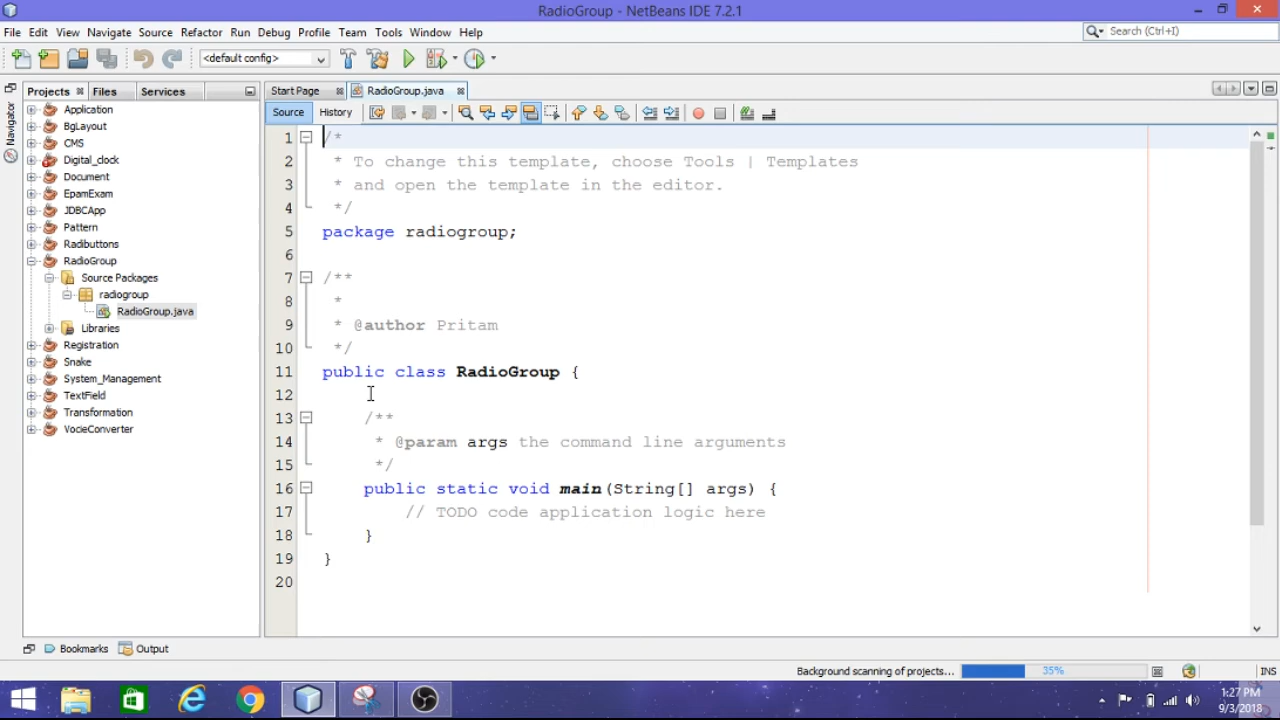 RadioGroup - NetBeans IDE 7.2.1
File Edit View Navigate Source Refactor Run Debug Profile Team Tools Window Help
Search (Ctrl+I)
<default config>
Projects Files Services
Start Page RadioGroup.java
Navigator
Source History
Application
BgLayout
CMS
Digital_clock
Document
EpamExam
JDBCApp
Pattern
Radibuttons
RadioGroup
Source Packages
radiogroup
RadioGroup.java
Libraries
Registration
Snake
System_Management
TextField
Transformation
VocieConverter
1 /*
2 * To change this template, choose Tools | Templates
3 * and open the template in the editor.
4 */
5 package radiogroup;
6
7 /**
8 *
9 * @author Pritam
10 */
11 public class RadioGroup {
12
13 /**
14 * @param args the command line arguments
15 */
16 public static void main(String[] args) {
17 // TODO code application logic here
18 }
19 }
20
Bookmarks Output
Background scanning of projects... 35% INS
1:27 PM
9/3/2018